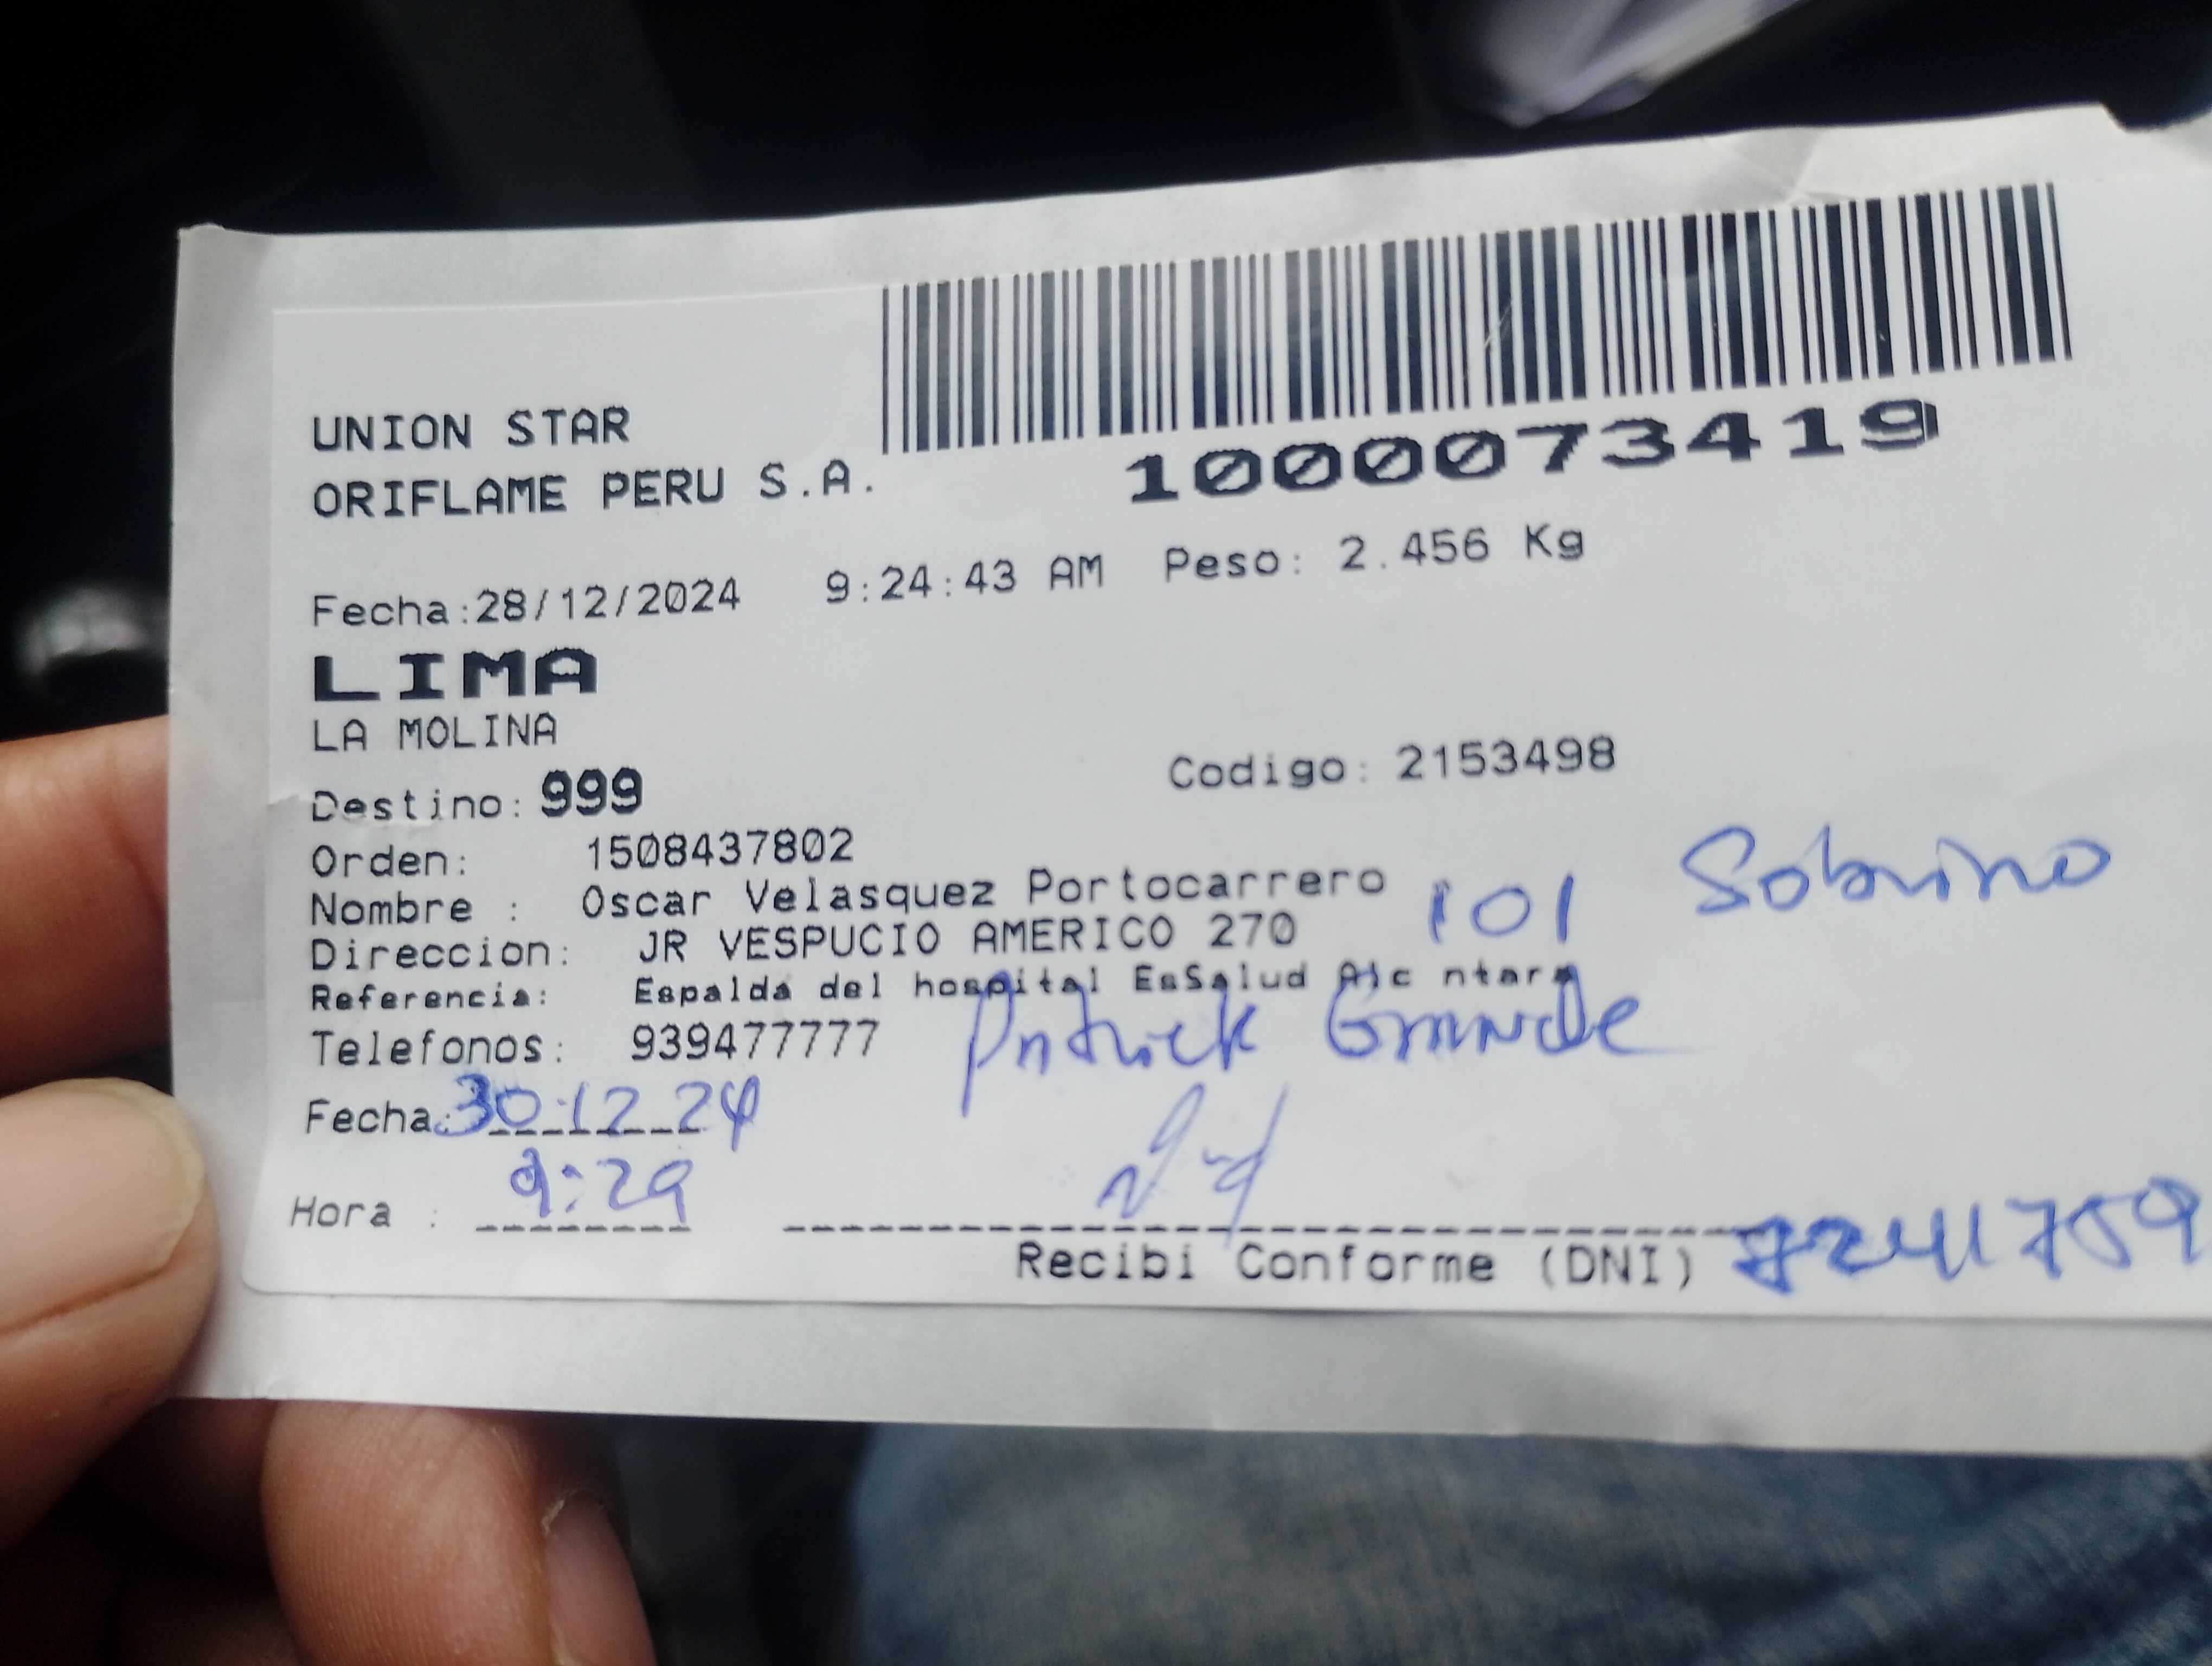 UNION STAR
ORIFLAME PERU S.A.
1000073419
Fecha:28/12/2024 9:24:43 AM Peso: 2.456 Kg
LIMA
LA MOLINA
Destino: 999 Codigo: 2153498
Orden: 1508437802
Nombre : Oscar Velasquez Portocarrero 101 Sobrino
Direccion: JR VESPUCIO AMERICO 270
Referencia: Espalda del hospital EsSalud Alc ntara
Telefonos: 939477777 Patrick Grande
Fecha: 30.12.24
Hora : 9:29
Recibi Conforme (DNI)